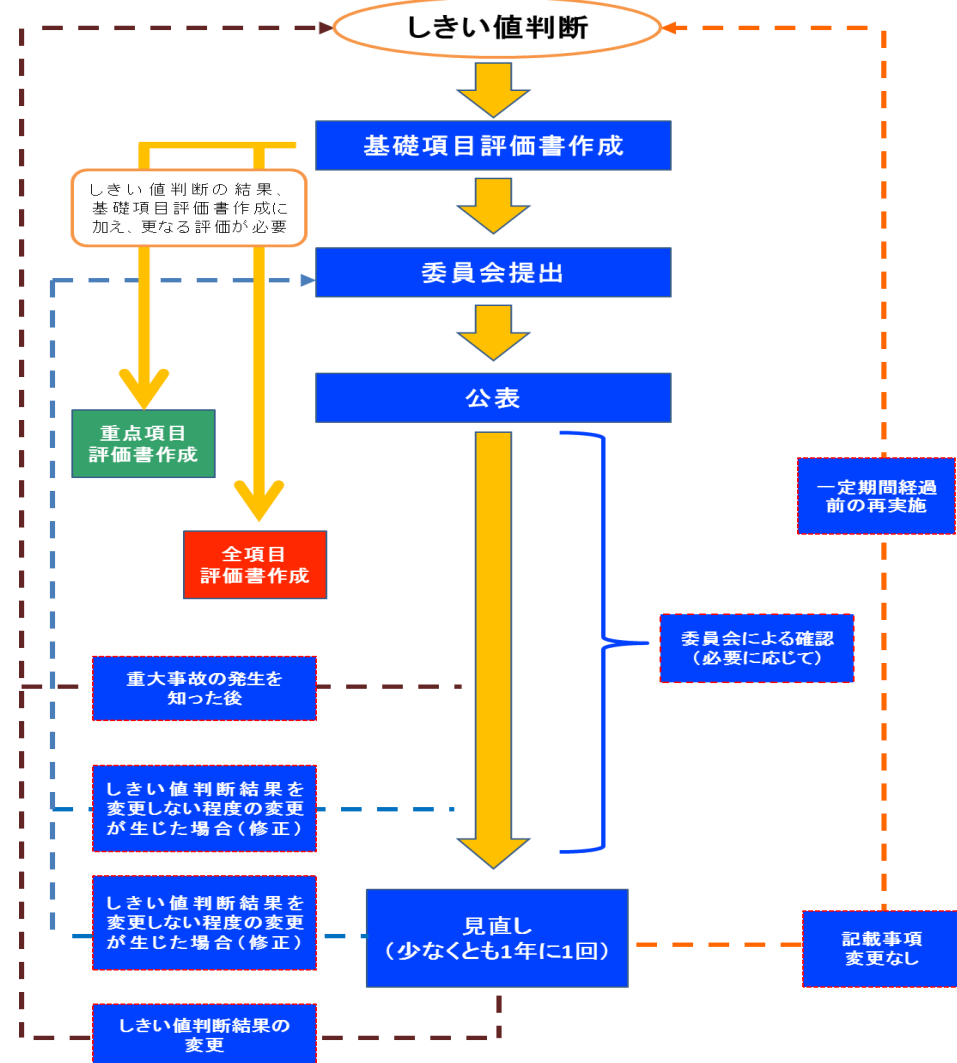 しきい値判断
基礎項目評価書作成
しきい値判断の結果、
基礎項目評価書作成に
加え、更なる評価が必要
委員会提出
公表
重点項目
評価書作成
一定期間経過
前の再実施
全項目
評価書作成
委員会による確認
（必要に応じて）
重大事故の発生を
知った後
しきい値判断結果を
変更しない程度の変更
が生じた場合（修正）
しきい値判断結果を
変更しない程度の変更
が生じた場合（修正）
見直し
（少なくとも1年に1回）
記載事項
変更なし
しきい値判断結果の
変更